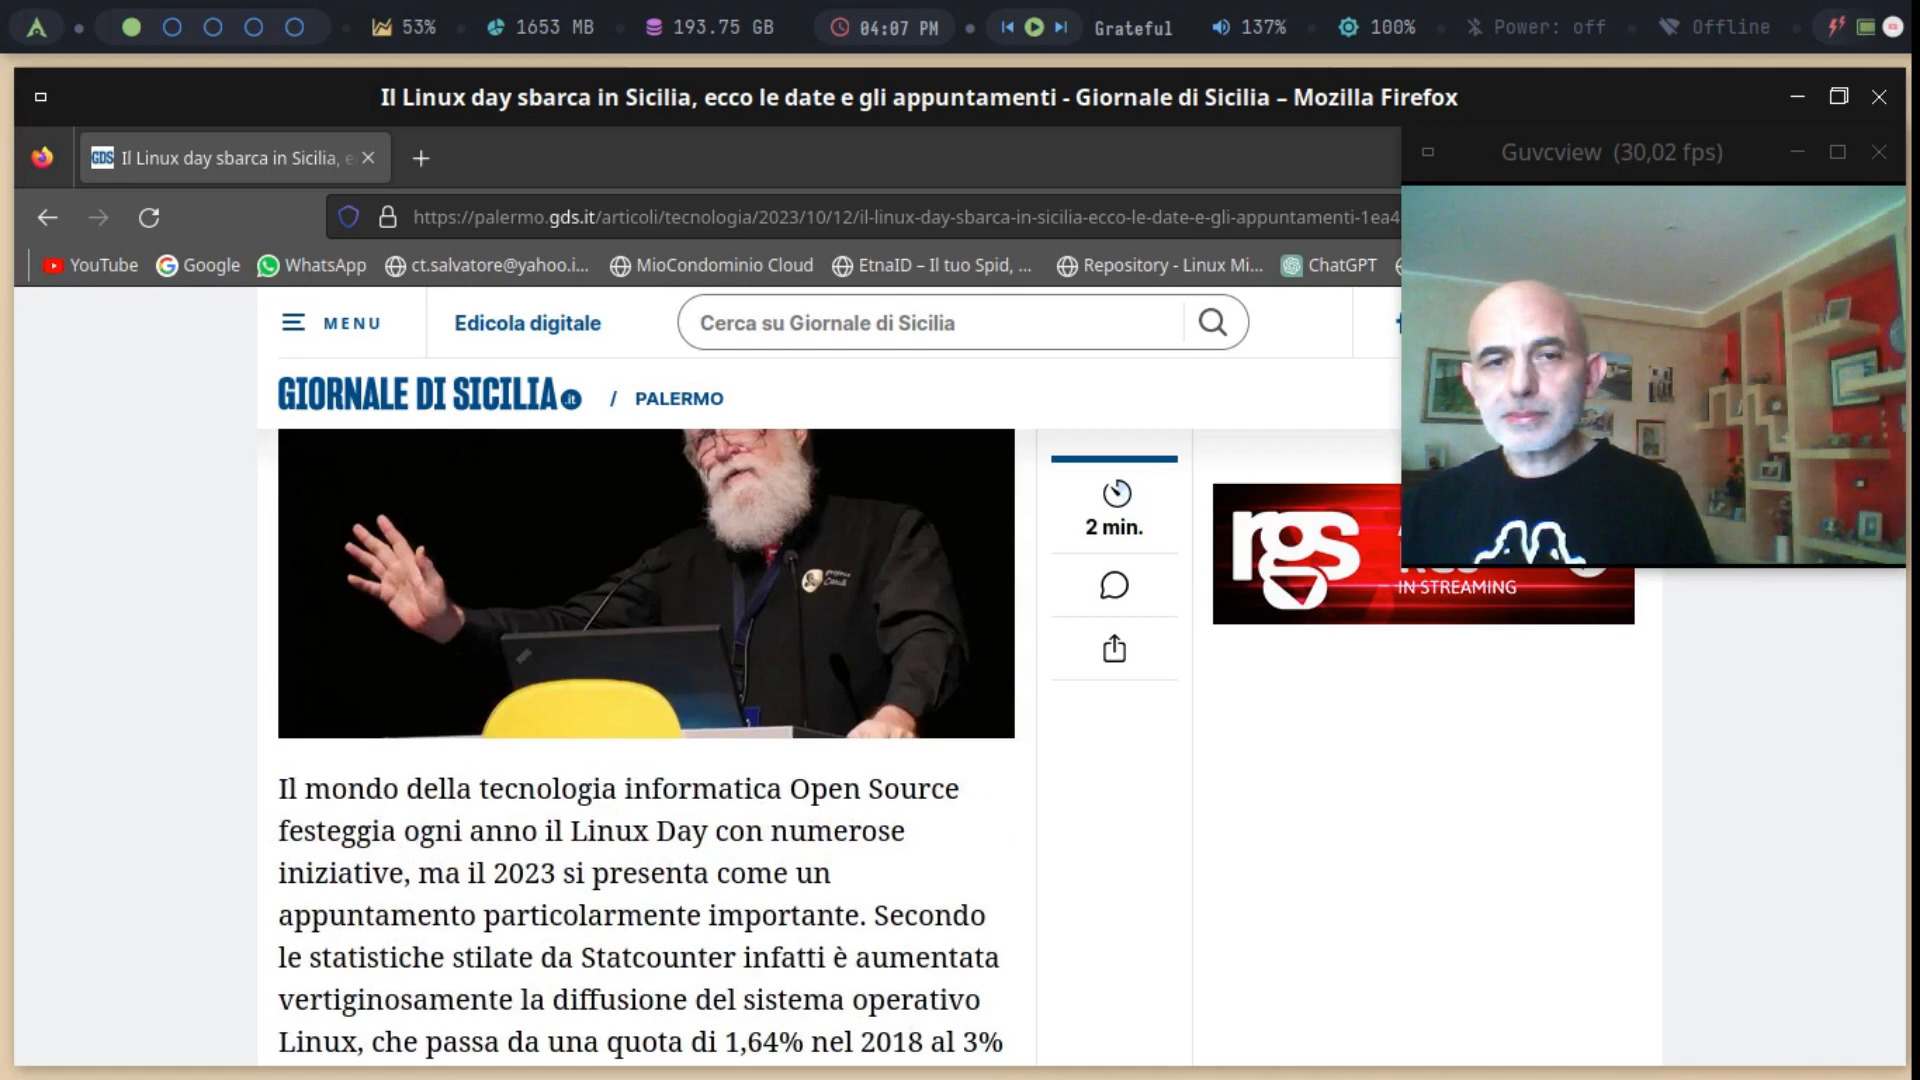 53%
1653 MB
193.75 GB
04:07 PM
Grateful
137%
100%
Power: off
Offline
Il Linux day sbarca in Sicilia, ecco le date e gli appuntamenti - Giornale di Sicilia – Mozilla Firefox
GDS Il Linux day sbarca in Sicilia, e
Guvcview (30,02 fps)
https://palermo.gds.it/articoli/tecnologia/2023/10/12/il-linux-day-sbarca-in-sicilia-ecco-le-date-e-gli-appuntamenti-1ea4
YouTube
Google
WhatsApp
ct.salvatore@yahoo.i...
MioCondominio Cloud
EtnaID – Il tuo Spid, ...
Repository - Linux Mi...
ChatGPT
MENU
Edicola digitale
Cerca su Giornale di Sicilia
GIORNALE DI SICILIA.it / PALERMO
2 min.
rgs
IN STREAMING
Il mondo della tecnologia informatica Open Source
festeggia ogni anno il Linux Day con numerose
iniziative, ma il 2023 si presenta come un
appuntamento particolarmente importante. Secondo
le statistiche stilate da Statcounter infatti è aumentata
vertiginosamente la diffusione del sistema operativo
Linux, che passa da una quota di 1,64% nel 2018 al 3%